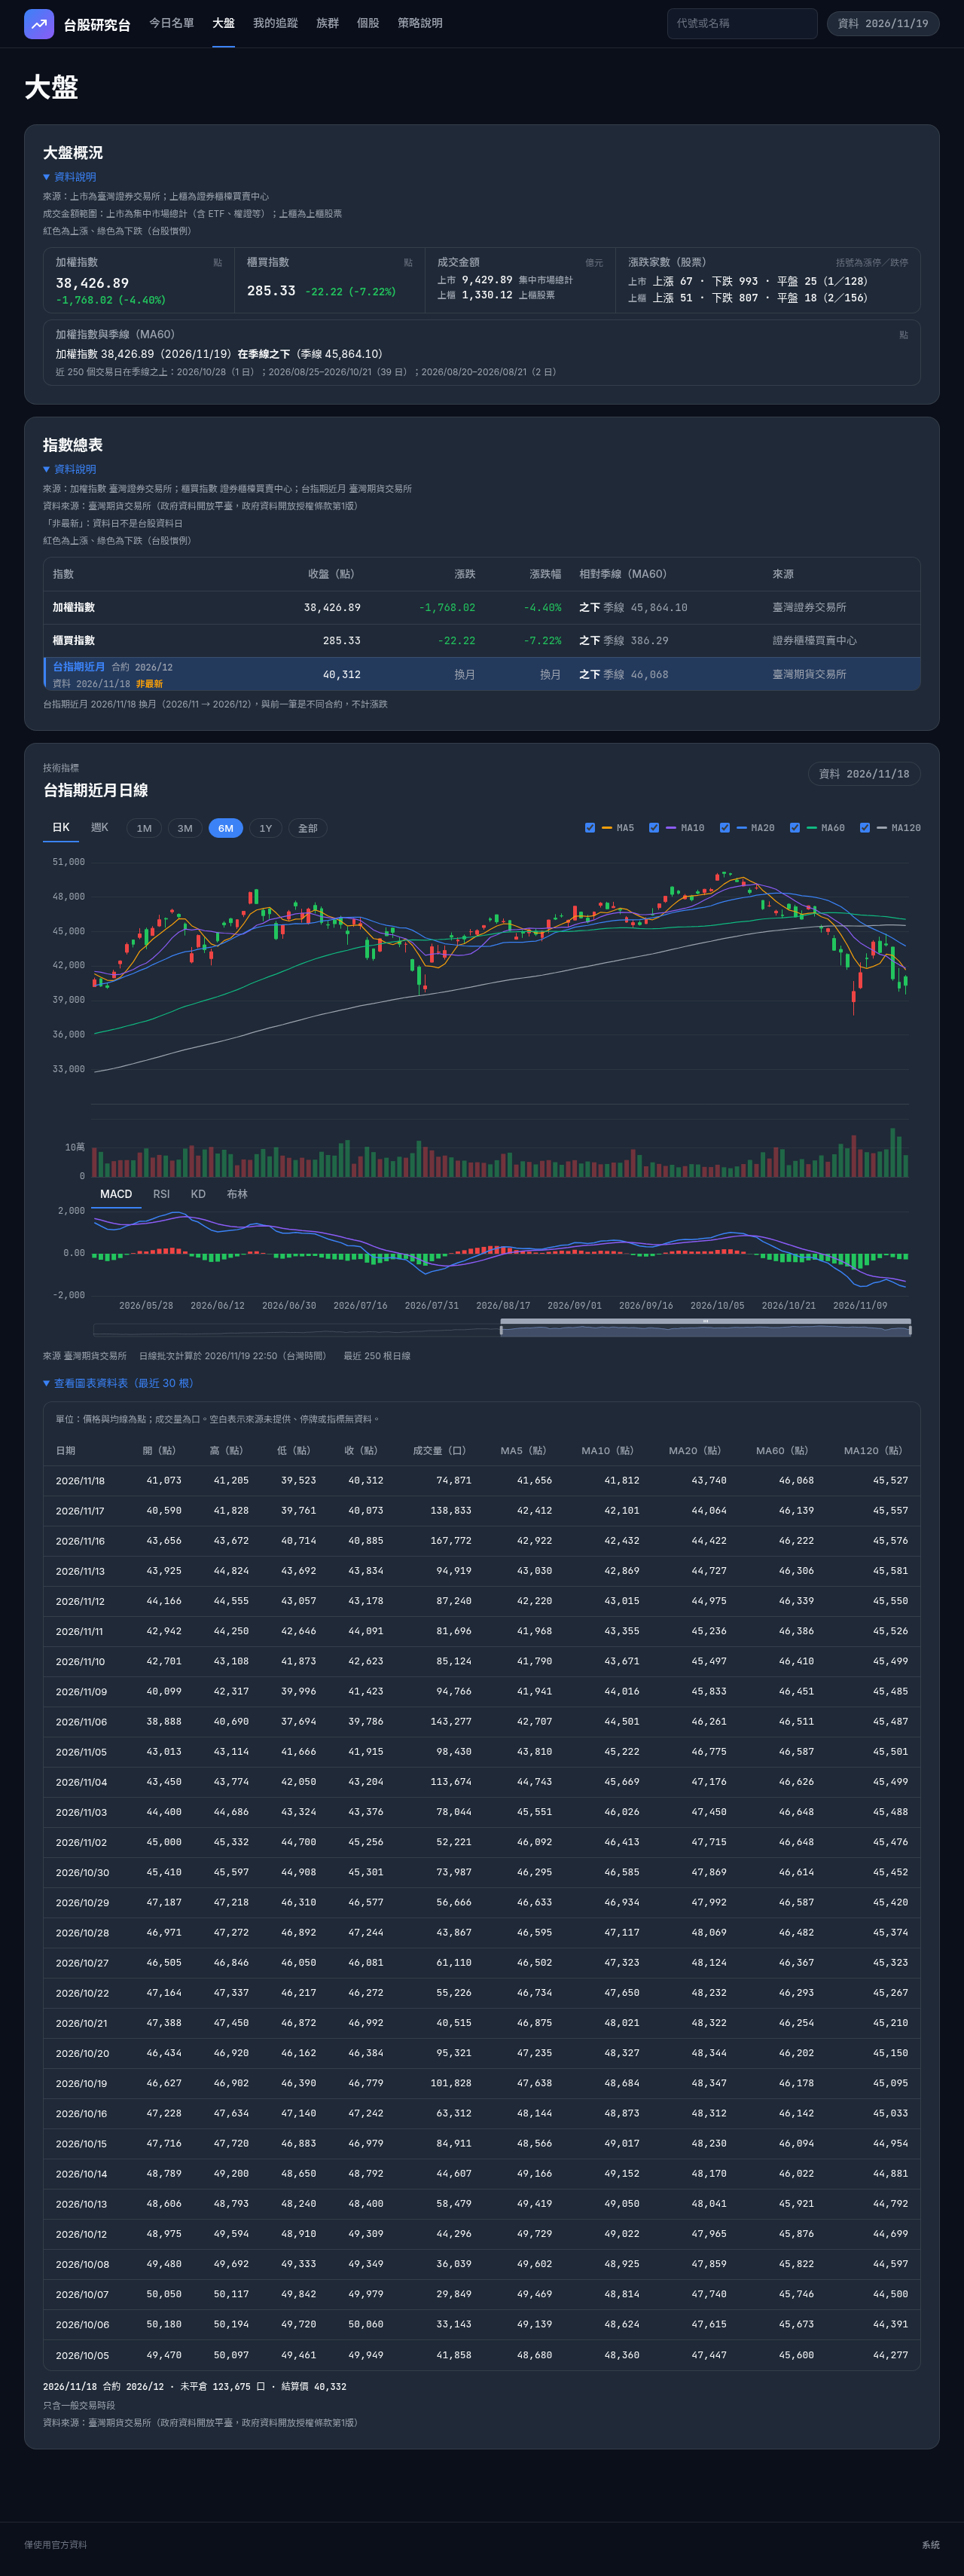 台股研究台 今日名單 大盤 我的追蹤 族群 個股 策略說明 代號或名稱 資料 2026/11/19
大盤
大盤概況
▼ 資料說明
來源：上市為臺灣證券交易所；上櫃為證券櫃檯買賣中心
成交金額範圍：上市為集中市場總計（含 ETF、權證等）；上櫃為上櫃股票
紅色為上漲、綠色為下跌（台股慣例）
加權指數 點
38,426.89
-1,768.02 (-4.40%)
櫃買指數 點
285.33 -22.22 (-7.22%)
成交金額 億元
上市 9,429.89 集中市場總計
上櫃 1,330.12 上櫃股票
漲跌家數（股票） 括號為漲停／跌停
上市 上漲 67 · 下跌 993 · 平盤 25（1／128）
上櫃 上漲 51 · 下跌 807 · 平盤 18（2／156）
加權指數與季線（MA60） 點
加權指數 38,426.89（2026/11/19）在季線之下（季線 45,864.10）
近 250 個交易日在季線之上：2026/10/28（1 日）；2026/08/25–2026/10/21（39 日）；2026/08/20–2026/08/21（2 日）
指數總表
▼ 資料說明
來源：加權指數 臺灣證券交易所；櫃買指數 證券櫃檯買賣中心；台指期近月 臺灣期貨交易所
資料來源：臺灣期貨交易所（政府資料開放平臺，政府資料開放授權條款第1版）
「非最新」：資料日不是台股資料日
紅色為上漲、綠色為下跌（台股慣例）
指數 收盤（點） 漲跌 漲跌幅 相對季線（MA60） 來源
加權指數 38,426.89 -1,768.02 -4.40% 之下 季線 45,864.10 臺灣證券交易所
櫃買指數 285.33 -22.22 -7.22% 之下 季線 386.29 證券櫃檯買賣中心
台指期近月 合約 2026/12
資料 2026/11/18 非最新
40,312 換月 換月 之下 季線 46,068 臺灣期貨交易所
台指期近月 2026/11/18 換月（2026/11 → 2026/12），與前一筆是不同合約，不計漲跌
技術指標
台指期近月日線
資料 2026/11/18
日K 週K 1M 3M 6M 1Y 全部 MA5 MA10 MA20 MA60 MA120
51,000
48,000
45,000
42,000
39,000
36,000
33,000
10萬
0
MACD RSI KD 布林
2,000
0.00
-2,000
2026/05/28 2026/06/12 2026/06/30 2026/07/16 2026/07/31 2026/08/17 2026/09/01 2026/09/16 2026/10/05 2026/10/21 2026/11/09
來源 臺灣期貨交易所 日線批次計算於 2026/11/19 22:50（台灣時間） 最近 250 根日線
▼ 查看圖表資料表（最近 30 根）
單位：價格與均線為點；成交量為口。空白表示來源未提供、停牌或指標無資料。
日期 開（點） 高（點） 低（點） 收（點） 成交量（口） MA5（點） MA10（點） MA20（點） MA60（點） MA120（點）
2026/11/18 41,073 41,205 39,523 40,312 74,871 41,656 41,812 43,740 46,068 45,527
2026/11/17 40,590 41,828 39,761 40,073 138,833 42,412 42,101 44,064 46,139 45,557
2026/11/16 43,656 43,672 40,714 40,885 167,772 42,922 42,432 44,422 46,222 45,576
2026/11/13 43,925 44,824 43,692 43,834 94,919 43,030 42,869 44,727 46,306 45,581
2026/11/12 44,166 44,555 43,057 43,178 87,240 42,220 43,015 44,975 46,339 45,550
2026/11/11 42,942 44,250 42,646 44,091 81,696 41,968 43,355 45,236 46,386 45,526
2026/11/10 42,701 43,108 41,873 42,623 85,124 41,790 43,671 45,497 46,410 45,499
2026/11/09 40,099 42,317 39,996 41,423 94,766 41,941 44,016 45,833 46,451 45,485
2026/11/06 38,888 40,690 37,694 39,786 143,277 42,707 44,501 46,261 46,511 45,487
2026/11/05 43,013 43,114 41,666 41,915 98,430 43,810 45,222 46,775 46,587 45,501
2026/11/04 43,450 43,774 42,050 43,204 113,674 44,743 45,669 47,176 46,626 45,499
2026/11/03 44,400 44,686 43,324 43,376 78,044 45,551 46,026 47,450 46,648 45,488
2026/11/02 45,000 45,332 44,700 45,256 52,221 46,092 46,413 47,715 46,648 45,476
2026/10/30 45,410 45,597 44,908 45,301 73,987 46,295 46,585 47,869 46,614 45,452
2026/10/29 47,187 47,218 46,310 46,577 56,666 46,633 46,934 47,992 46,587 45,420
2026/10/28 46,971 47,272 46,892 47,244 43,867 46,595 47,117 48,069 46,482 45,374
2026/10/27 46,505 46,846 46,050 46,081 61,110 46,502 47,323 48,124 46,367 45,323
2026/10/22 47,164 47,337 46,217 46,272 55,226 46,734 47,650 48,232 46,293 45,267
2026/10/21 47,388 47,450 46,872 46,992 40,515 46,875 48,021 48,322 46,254 45,210
2026/10/20 46,434 46,920 46,162 46,384 95,321 47,235 48,327 48,344 46,202 45,150
2026/10/19 46,627 46,902 46,390 46,779 101,828 47,638 48,684 48,347 46,178 45,095
2026/10/16 47,228 47,634 47,140 47,242 63,312 48,144 48,873 48,312 46,142 45,033
2026/10/15 47,716 47,720 46,883 46,979 84,911 48,566 49,017 48,230 46,094 44,954
2026/10/14 48,789 49,200 48,650 48,792 44,607 49,166 49,152 48,170 46,022 44,881
2026/10/13 48,606 48,793 48,240 48,400 58,479 49,419 49,050 48,041 45,921 44,792
2026/10/12 48,975 49,594 48,910 49,309 44,296 49,729 49,022 47,965 45,876 44,699
2026/10/08 49,480 49,692 49,333 49,349 36,039 49,602 48,925 47,859 45,822 44,597
2026/10/07 50,050 50,117 49,842 49,979 29,849 49,469 48,814 47,740 45,746 44,500
2026/10/06 50,180 50,194 49,720 50,060 33,143 49,139 48,624 47,615 45,673 44,391
2026/10/05 49,470 50,097 49,461 49,949 41,858 48,680 48,360 47,447 45,600 44,277
2026/11/18 合約 2026/12 · 未平倉 123,675 口 · 結算價 40,332
只含一般交易時段
資料來源：臺灣期貨交易所（政府資料開放平臺，政府資料開放授權條款第1版）
僅使用官方資料 系統